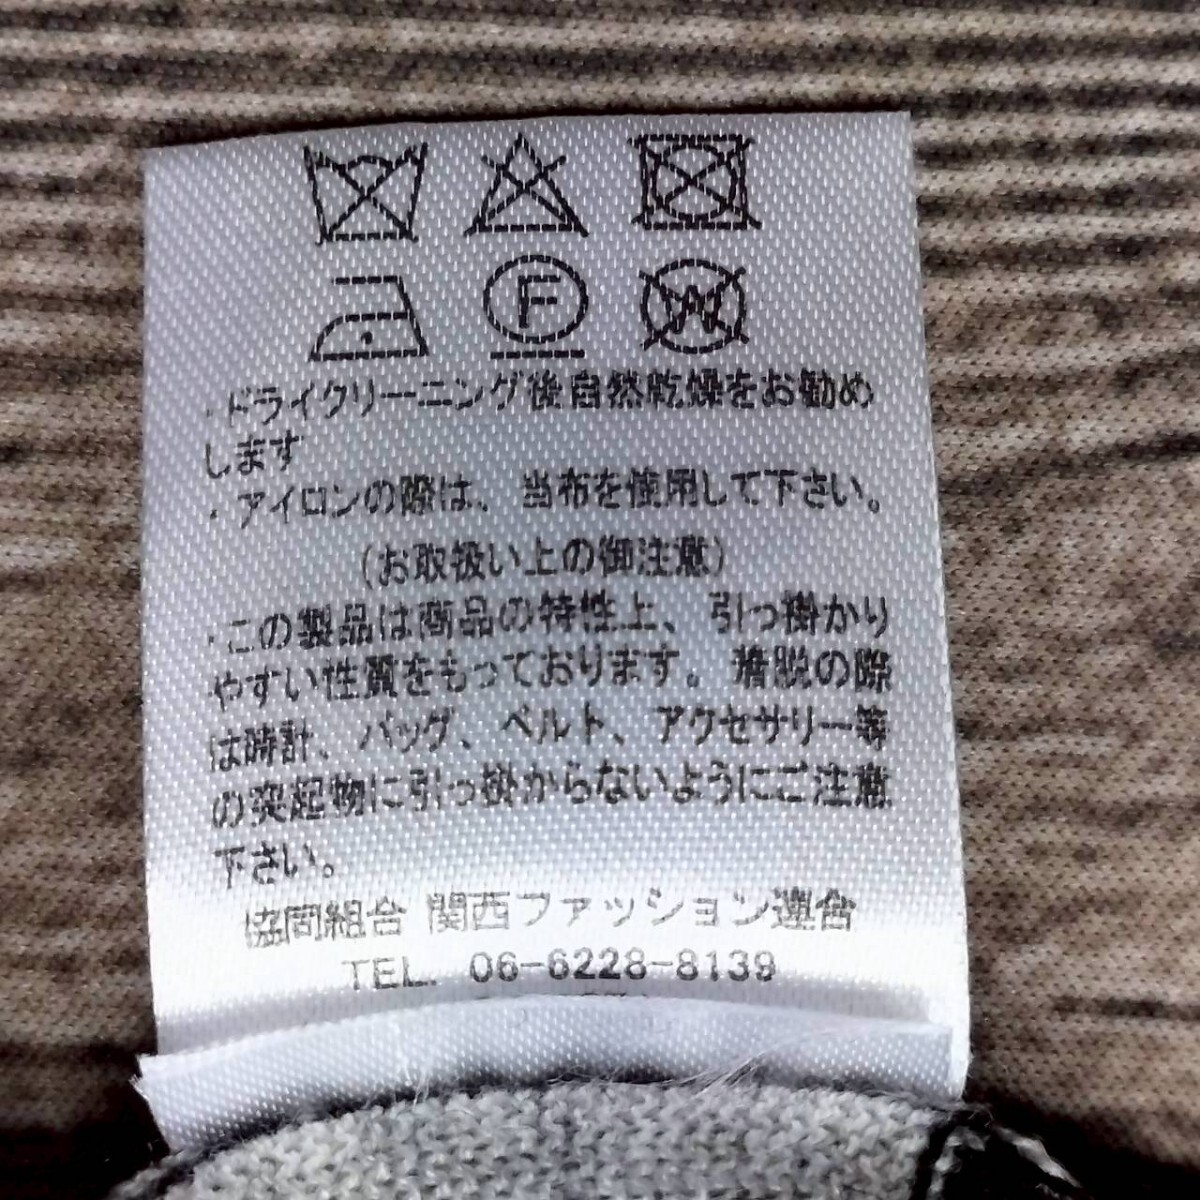 F W
・ドライクリーニング後自然乾燥をお勧め
します
・アイロンの際は、当布を使用して下さい。
(お取扱い上の御注意)
・この製品は商品の特性上、引っ掛かり
やすい性質をもっております。着脱の際
は時計、バッグ、ベルト、アクセサリー等
の突起物に引っ掛からないようにご注意
下さい。
協同組合 関西ファッション連合
TEL. 06-6228-8139